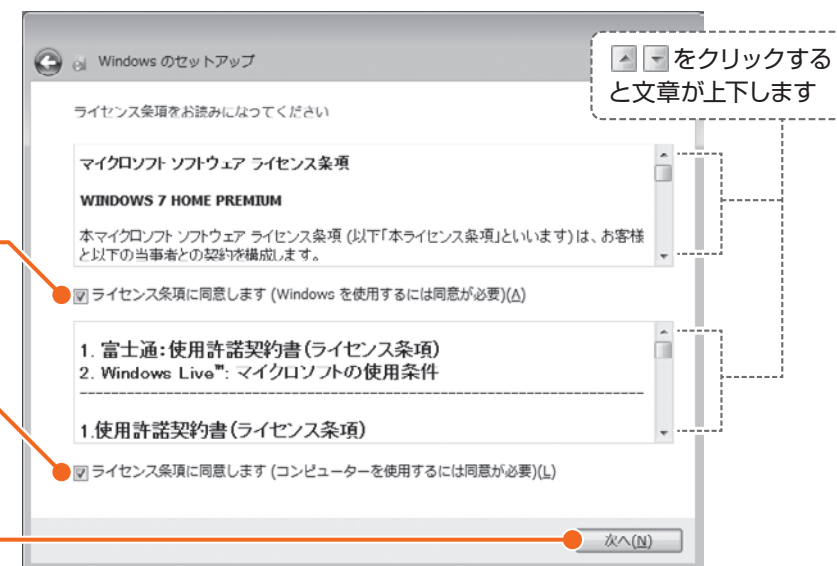 Windows のセットアップ
をクリックする
と文章が上下します
ライセンス条項をお読みになってください
マイクロソフト ソフトウェア ライセンス条項
WINDOWS 7 HOME PREMIUM
本マイクロソフト ソフトウェア ライセンス条項 (以下「本ライセンス条項」といいます) は、お客様
と以下の当事者との契約を構成します。
ライセンス条項に同意します (Windows を使用するには同意が必要)(A)
1. 富士通：使用許諾契約書（ライセンス条項）
2. Windows Live™: マイクロソフトの使用条件
1.使用許諾契約書（ライセンス条項）
ライセンス条項に同意します (コンピューターを使用するには同意が必要)(L)
次へ(N)